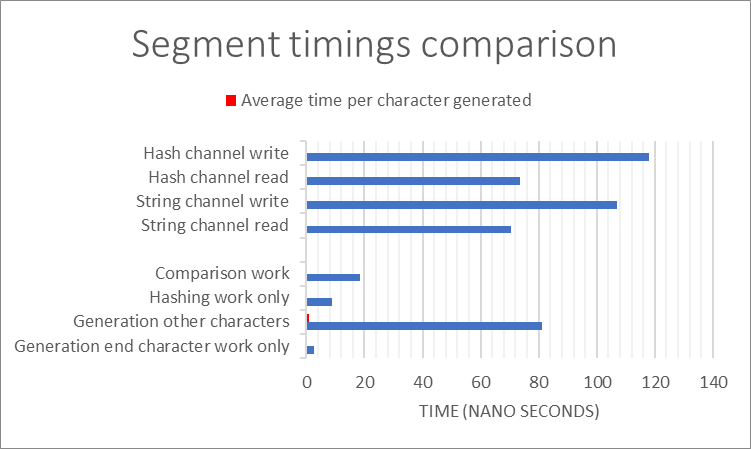 Segment timings comparison
Average time per character generated
Hash channel write
Hash channel read
String channel write
String channel read
Comparison work
Hashing work only
Generation other characters
Generation end character work only
0 20 40 60 80 100 120 140
TIME (NANO SECONDS)